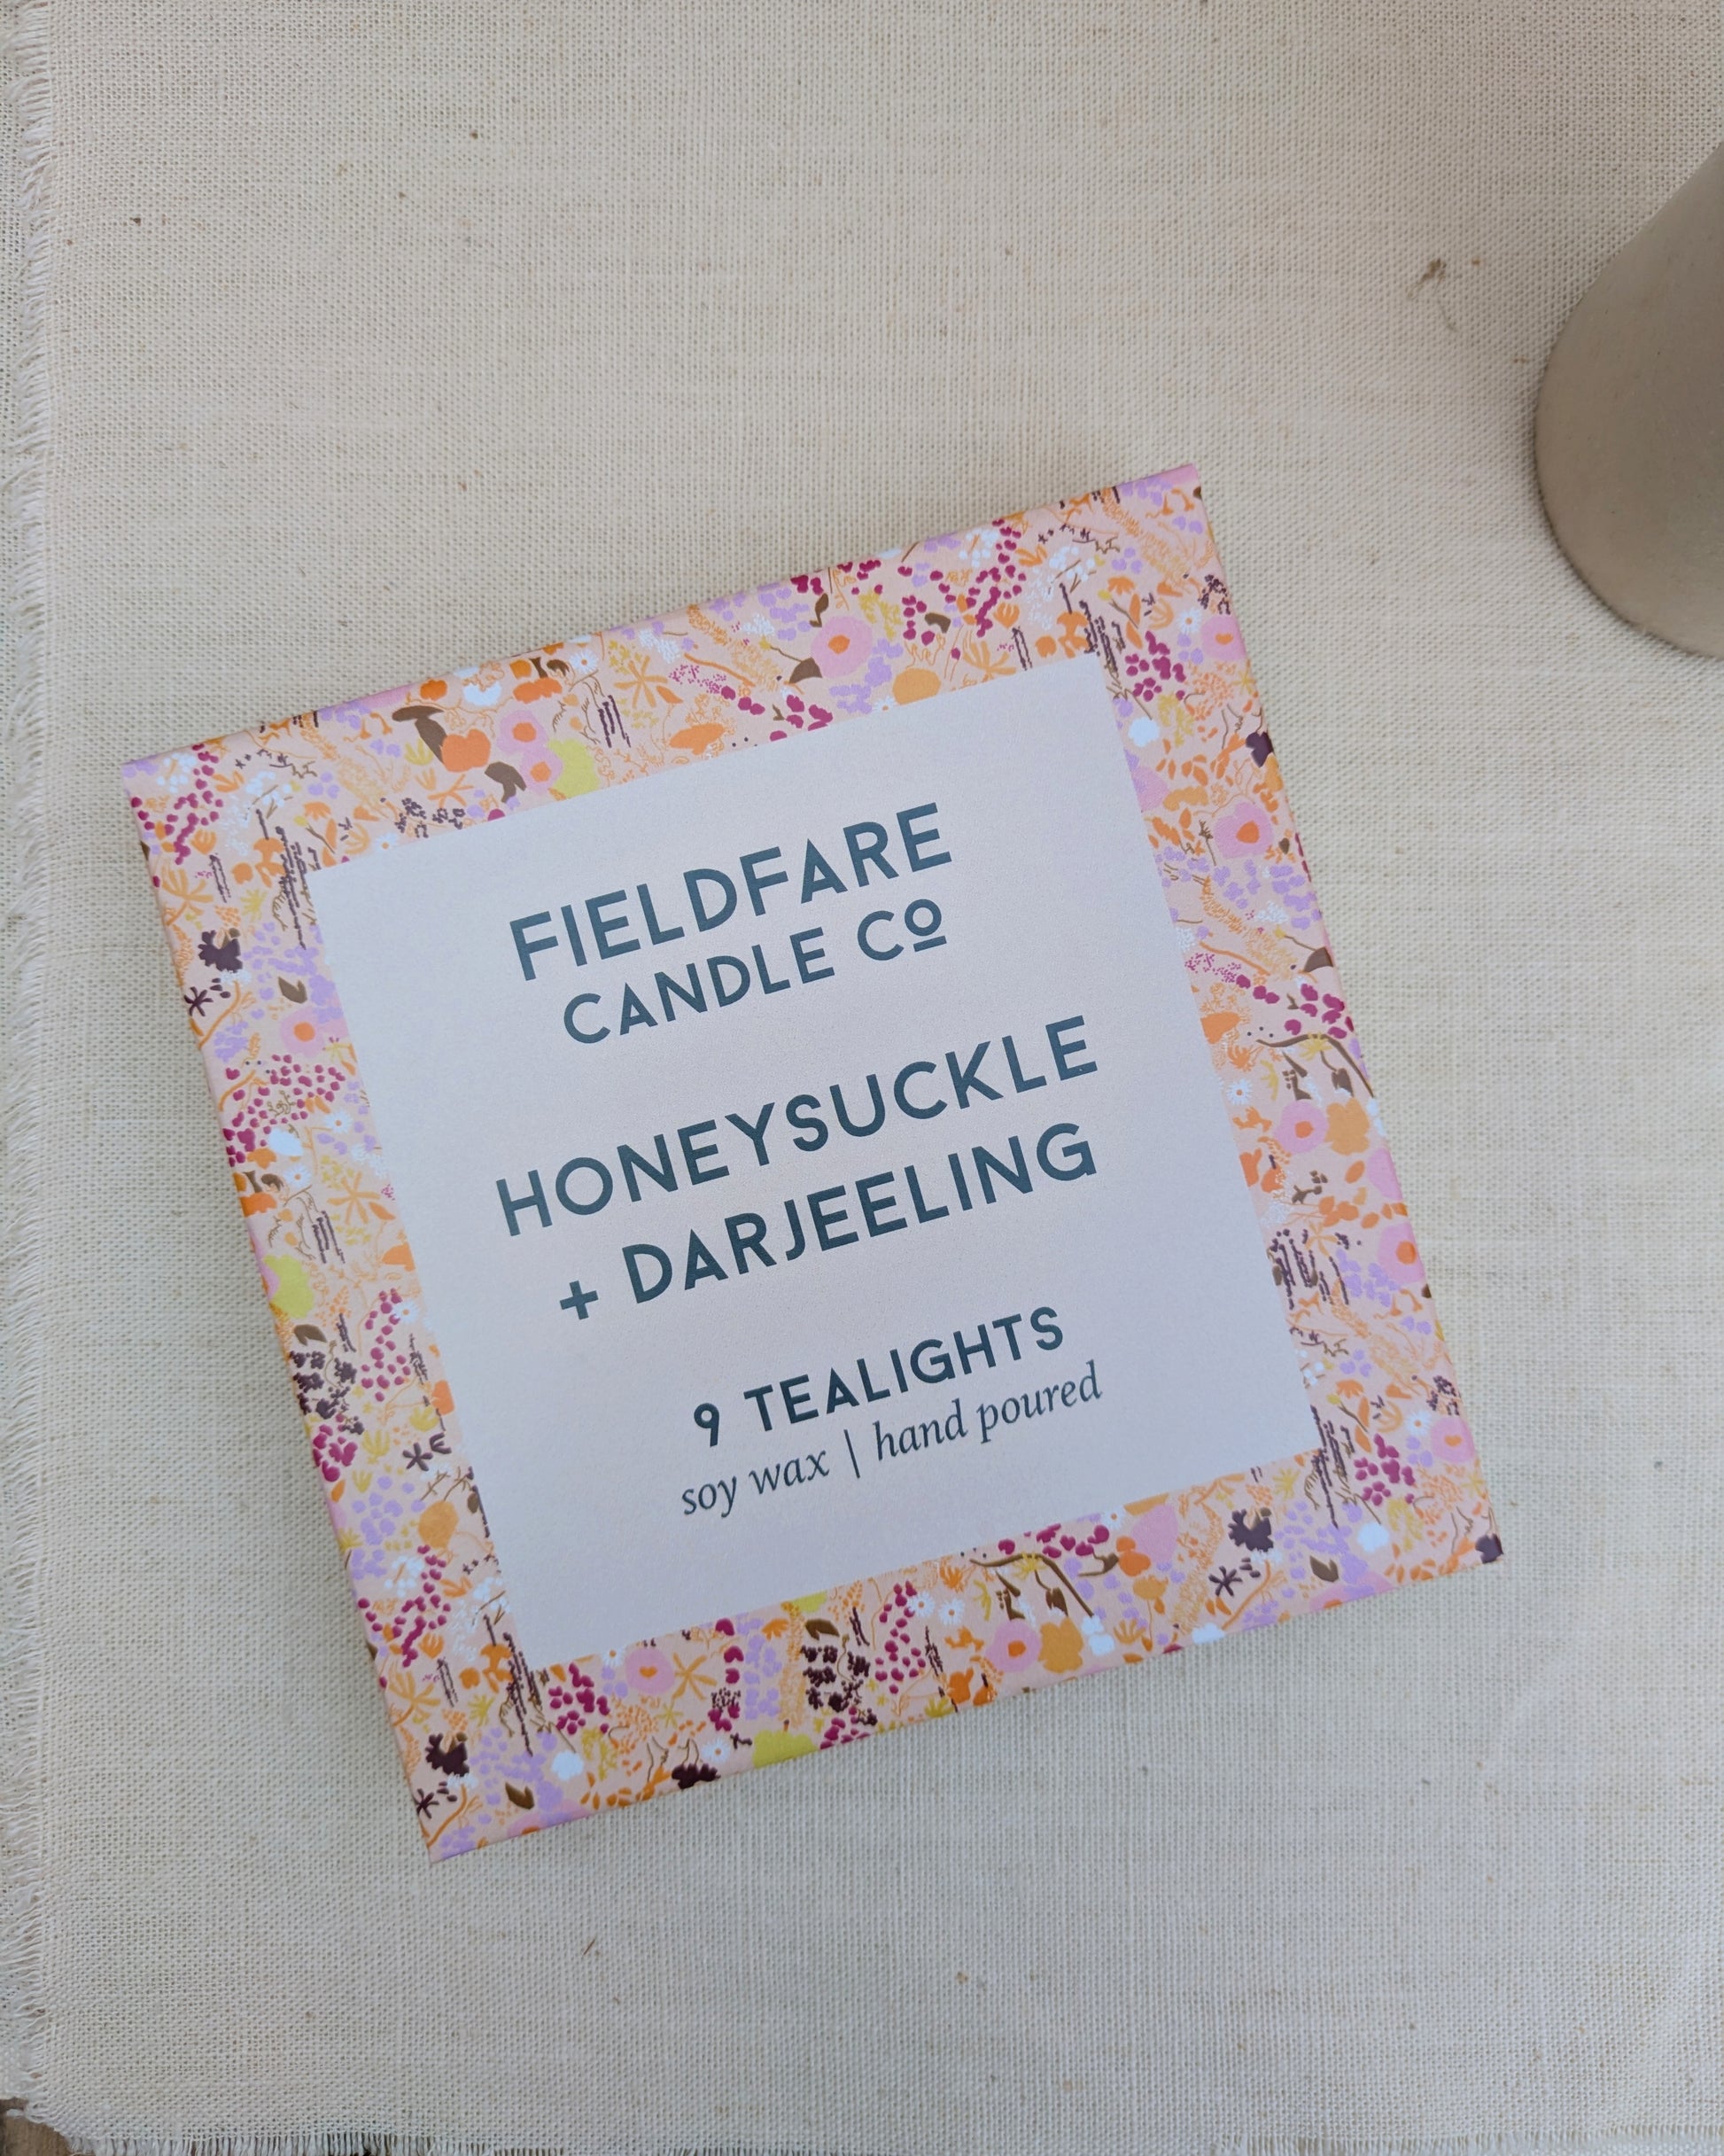 FIELDFARE
CANDLE Co
HONEYSUCKLE
+ DARJEELING
9 TEALIGHTS
soy wax | hand poured